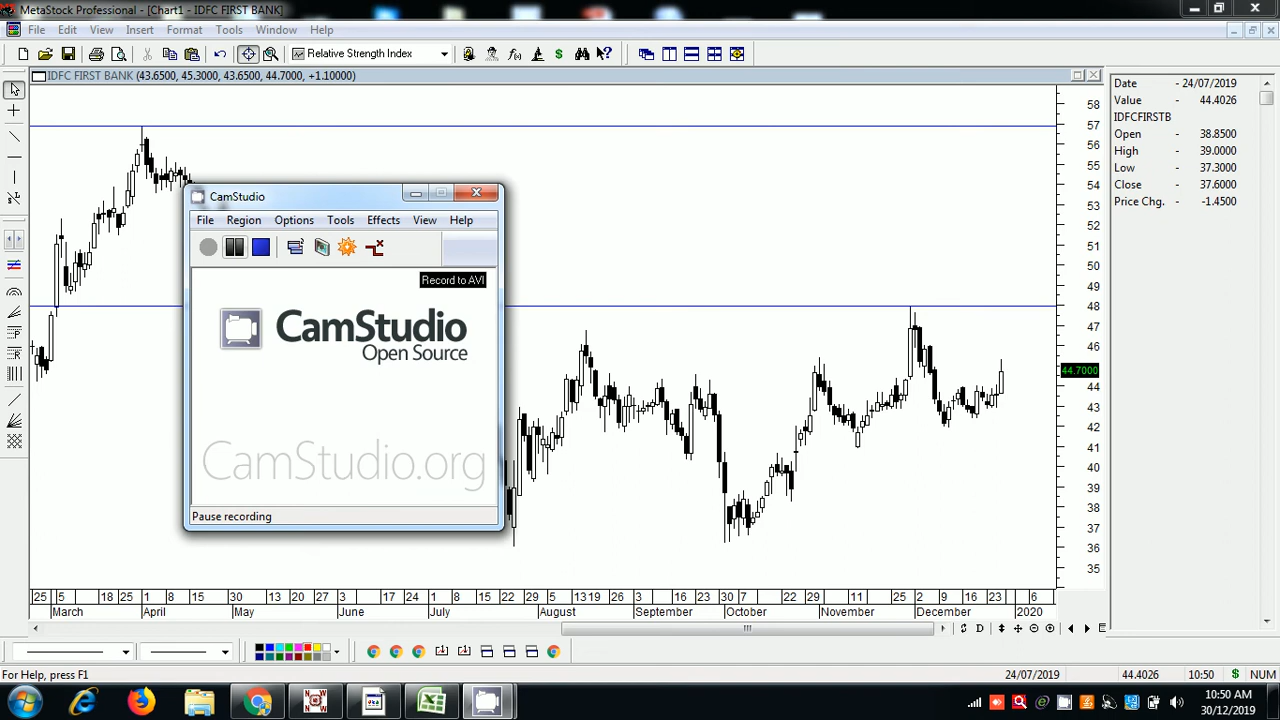 MetaStock Professional - [Chart1 - IDFC FIRST BANK]
File Edit View Insert Format Tools Window Help
Relative Strength Index
IDFC FIRST BANK (43.6500, 45.3000, 43.6500, 44.7000, +1.10000)
Date - 24/07/2019
Value - 44.4026
IDFCFIRSTB
Open - 38.8500
High - 39.0000
Low - 37.3000
Close - 37.6000
Price Chg. - -1.4500
58
57
56
55
54
53
52
51
50
49
48
47
46
44.7000
44
43
42
41
40
39
38
37
36
35
CamStudio
File Region Options Tools Effects View Help
Record to AVI
CamStudio
Open Source
CamStudio.org
Pause recording
25 5 18 25 1 8 15 30 13 20 27 3 17 24 1 8 15 22 29 5 13 19 26 3 16 23 30 7 22 29 11 25 2 9 16 23 6
March April May June July August September October November December 2020
For Help, press F1
24/07/2019 44.4026 10:50 $ NUM
10:50 AM
30/12/2019